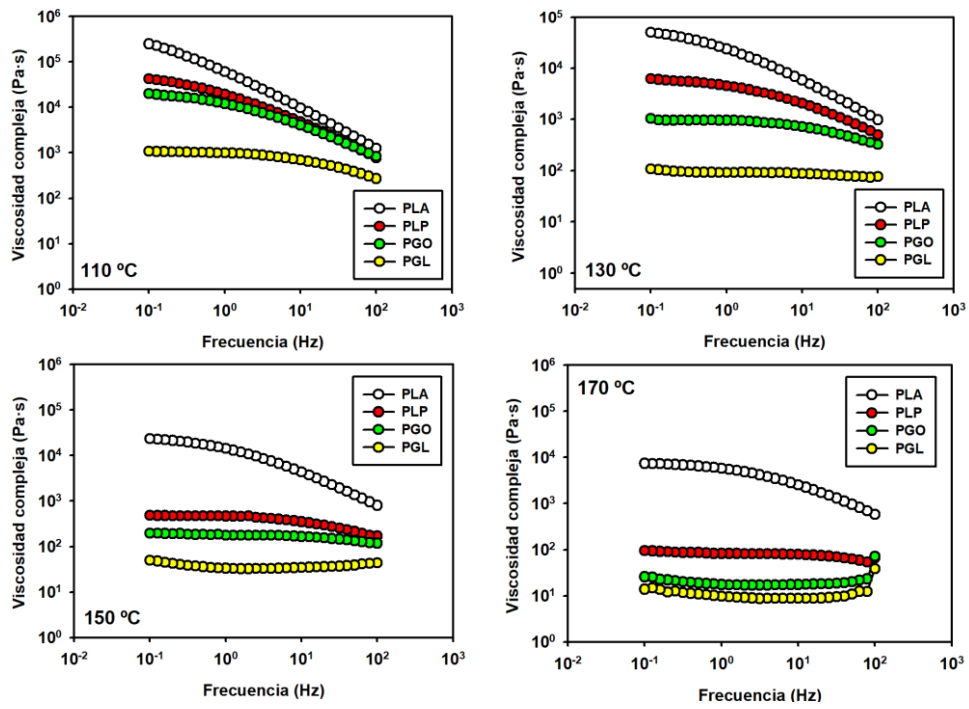 Viscosidad compleja (Pa·s)
10⁶
10⁵
10⁴
10³
10²
10¹
10⁰
PLA
PLP
PGO
PGL
110 ºC
10⁻²
10⁻¹
10⁰
10¹
10²
10³
Frecuencia (Hz)
Viscosidad compleja (Pa·s)
10⁵
10⁴
10³
10²
10¹
10⁰
PLA
PLP
PGO
PGL
130 ºC
10⁻²
10⁻¹
10⁰
10¹
10²
10³
Frecuencia (Hz)
Viscosidad compleja (Pa·s)
10⁶
10⁵
10⁴
10³
10²
10¹
10⁰
PLA
PLP
PGO
PGL
150 ºC
10⁻²
10⁻¹
10⁰
10¹
10²
10³
Frecuencia (Hz)
Viscosidad compleja (Pa·s)
10⁶
10⁵
10⁴
10³
10²
10¹
10⁰
170 ºC
PLA
PLP
PGO
PGL
10⁻²
10⁻¹
10⁰
10¹
10²
10³
Frecuencia (Hz)